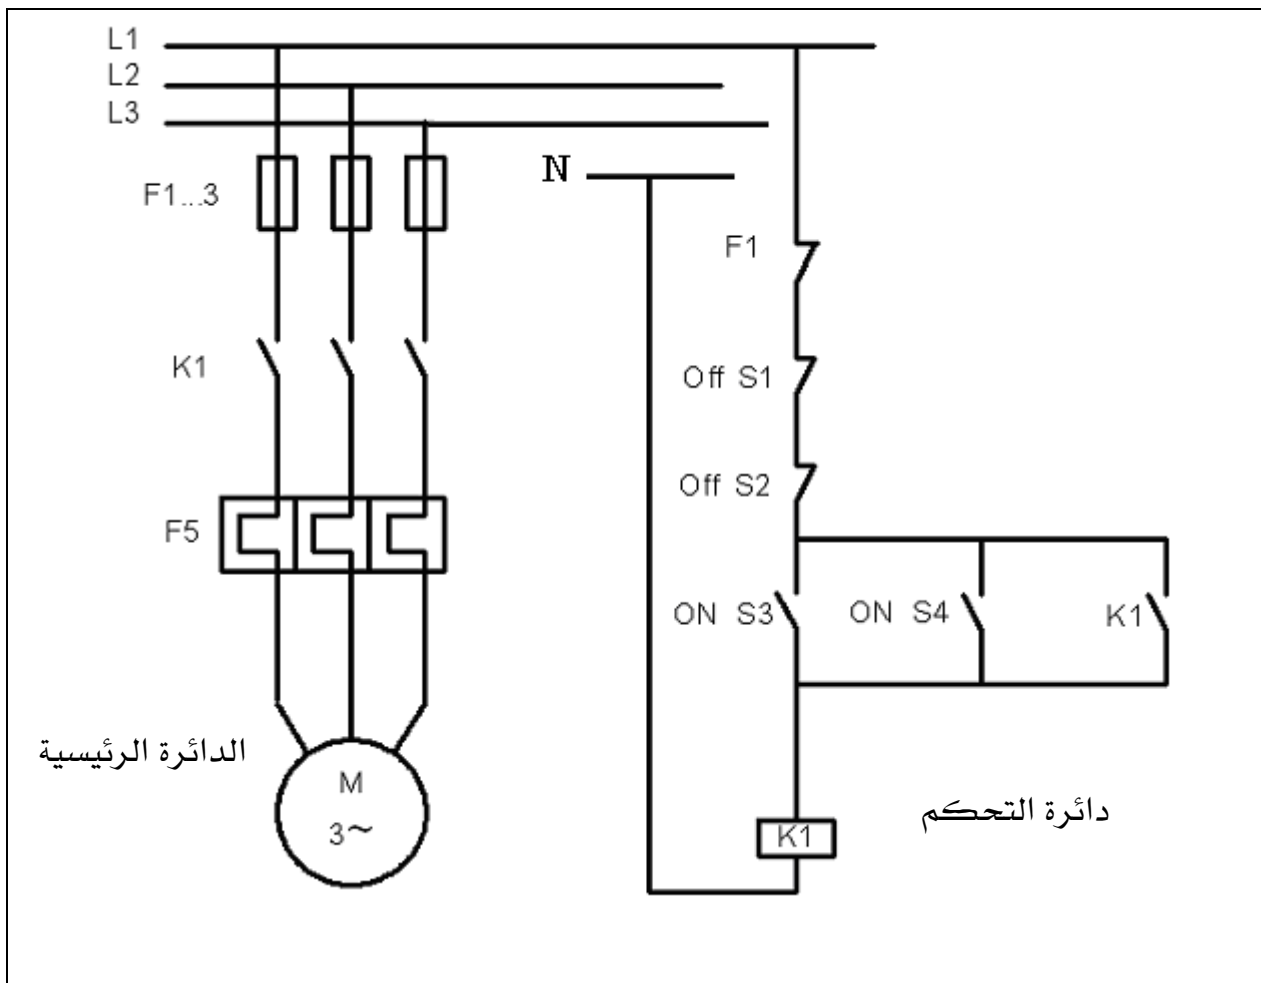 L1
L2
L3
F1...3
N
F1
K1
Off S1
Off S2
F5
ON S3
ON S4
K1
الدائرة الرئيسية
M
3~
دائرة التحكم
K1